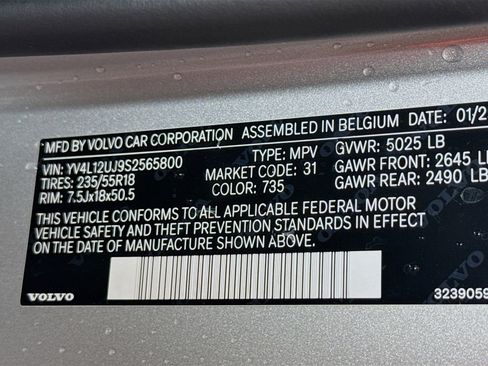 MFD BY VOLVO CAR CORPORATION ASSEMBLED IN BELGIUM DATE: 01/2
VIN: YV4L12UJ9S2565800 TYPE: MPV GVWR: 5025 LB
TIRES: 235/55R18 MARKET: 31 GAWR FRONT: 2645 LB
RIM: 7.5Jx18x50.5 COLOR: 735 GAWR REAR: 2490 LB
THIS VEHICLE CONFORMS TO ALL APPLICABLE FEDERAL MOTOR
VEHICLE SAFETY AND THEFT PREVENTION STANDARDS IN EFFECT
ON THE DATE OF MANUFACTURE SHOWN ABOVE.
VOLVO 3239059